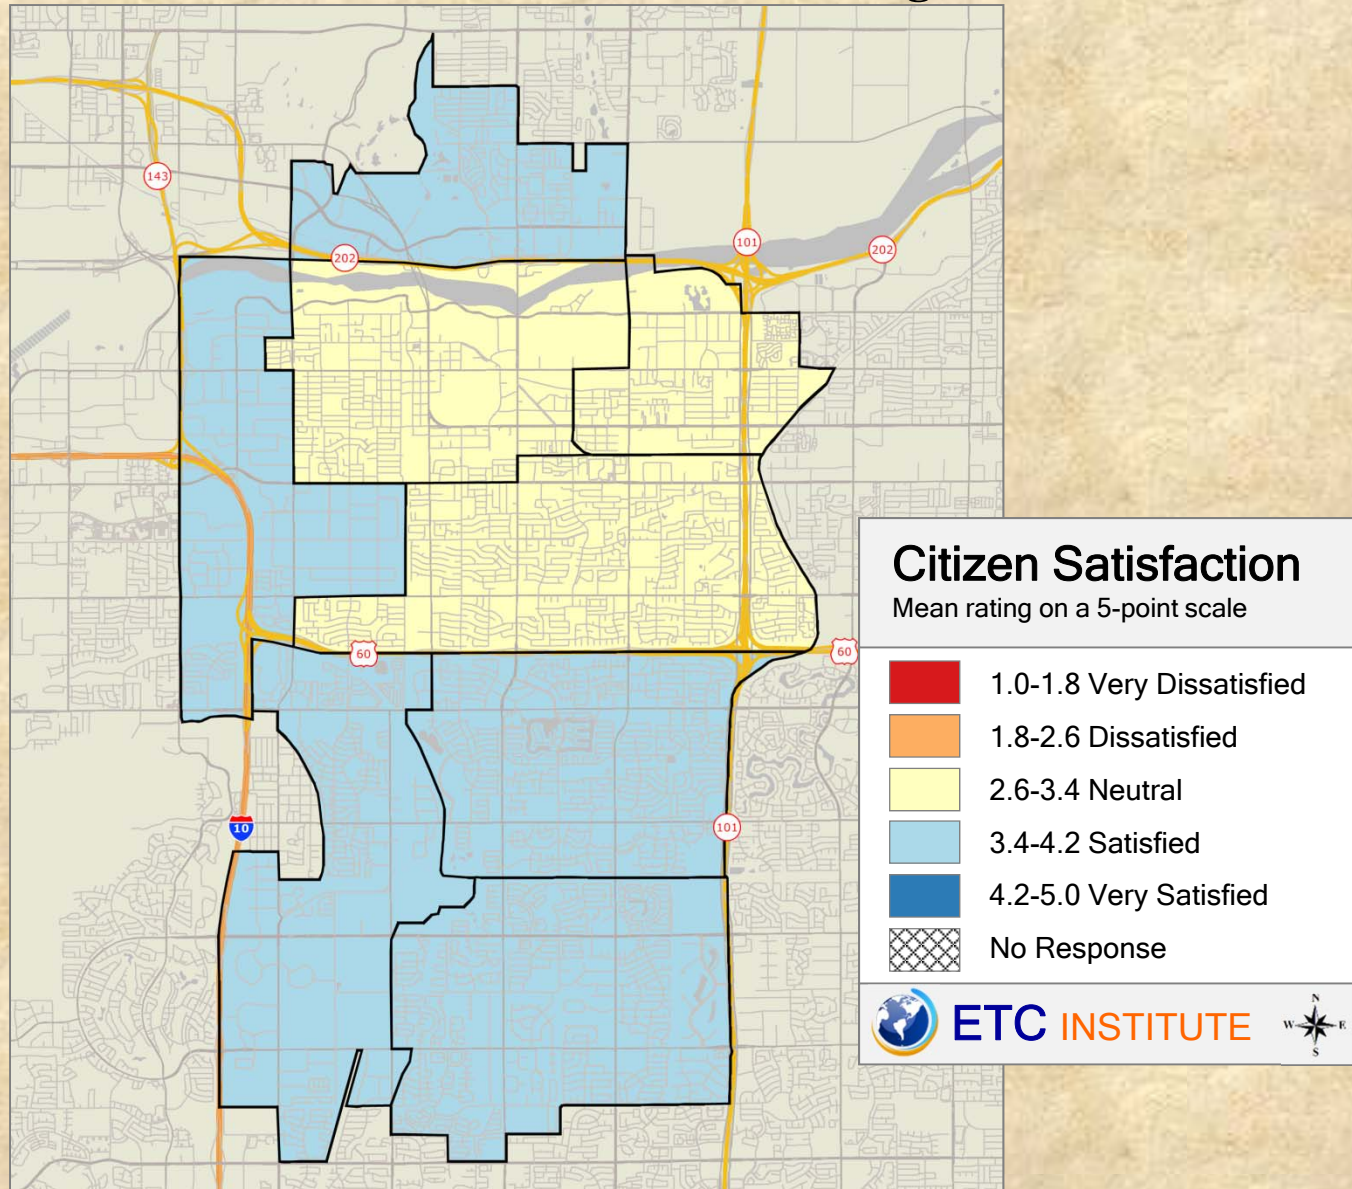 143
202
101
202
60
60
10
101
Citizen Satisfaction
Mean rating on a 5-point scale
1.0-1.8 Very Dissatisfied
1.8-2.6 Dissatisfied
2.6-3.4 Neutral
3.4-4.2 Satisfied
4.2-5.0 Very Satisfied
No Response
ETC INSTITUTE
N
W E
S